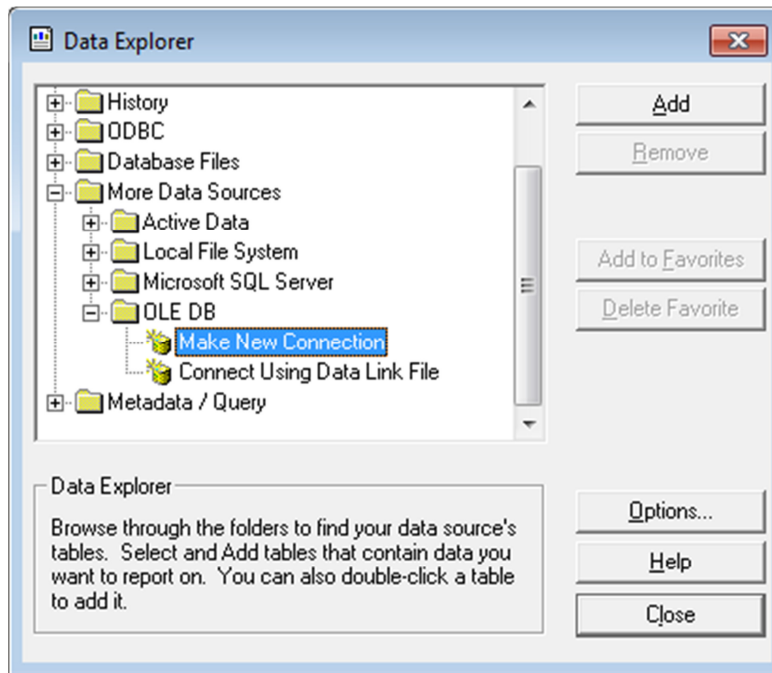 Data Explorer
History
ODBC
Database Files
More Data Sources
Active Data
Local File System
Microsoft SQL Server
OLE DB
Make New Connection
Connect Using Data Link File
Metadata / Query
Add
Remove
Add to Favorites
Delete Favorite
Data Explorer
Browse through the folders to find your data source's
tables. Select and Add tables that contain data you
want to report on. You can also double-click a table
to add it.
Options...
Help
Close